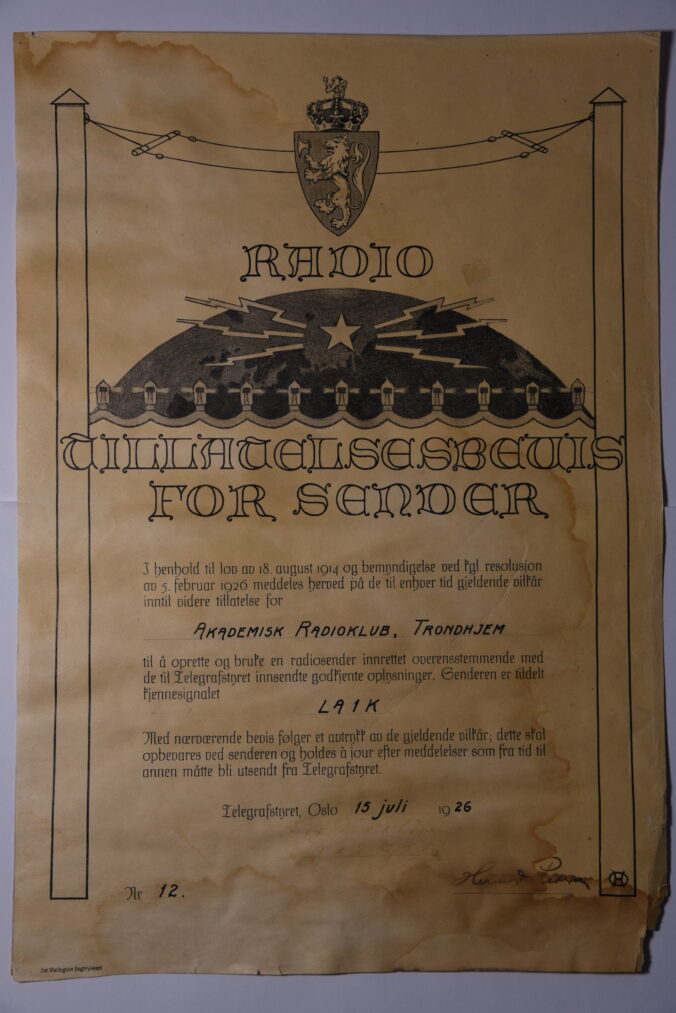 RADIO
TILLATELSESBEVIS
FOR SENDER
I henhold til lov av 18. august 1914 og bemyndigelse ved kgl. resolusjon
av 5. februar 1926 meddeles herved på de til enhver tid gjeldende vilkår
inntil videre tillatelse for
AKADEMISK RADIOKLUB, TRONDHJEM
til å oprette og bruke en radiosender innrettet overensstemmende med
de til Telegrafstyret innsendte godkjente oplysninger. Senderen er tildelt
kjennesignalet
LA1K
Med nærværende bevis følger et avtrykk av de gjeldende vilkår; dette skal
opbevares ved senderen og holdes à jour efter meddelelser som fra tid til
annen måtte bli utsendt fra Telegrafstyret.
Telegrafstyret, Oslo 15 juli 1926
Nr 12.
Det Mallingske Bogtrykkeri